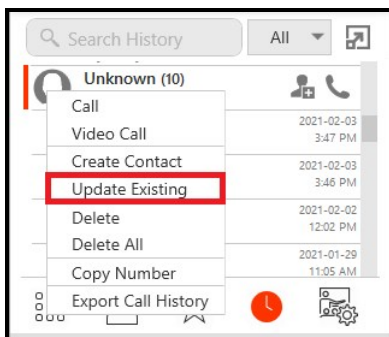 Search History All
Unknown (10)
Call
2021-02-03
3:47 PM
Video Call
Create Contact
2021-02-03
3:46 PM
Update Existing
2021-02-02
12:02 PM
Delete
Delete All
2021-01-29
11:05 AM
Copy Number
Export Call History